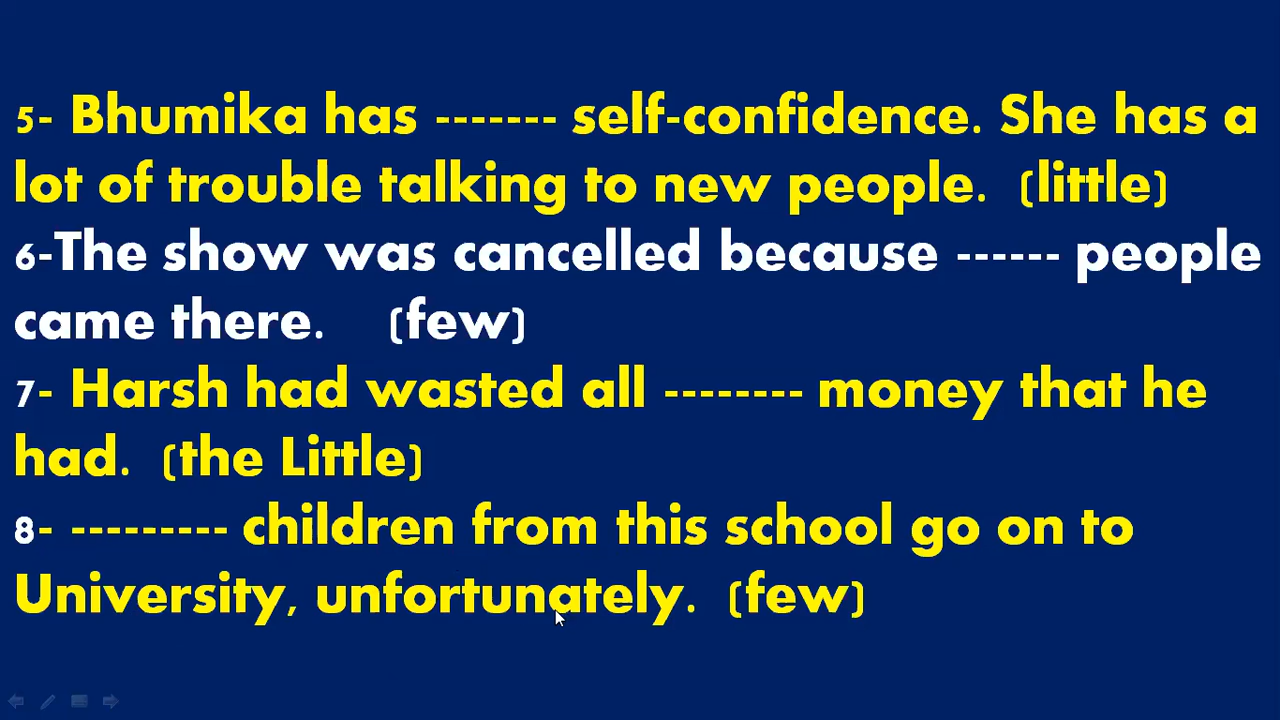 5- Bhumika has ------- self-confidence. She has a
lot of trouble talking to new people. (little)
6-The show was cancelled because ------ people
came there. (few)
7- Harsh had wasted all -------- money that he
had. (the Little)
8- --------- children from this school go on to
University, unfortunately. (few)